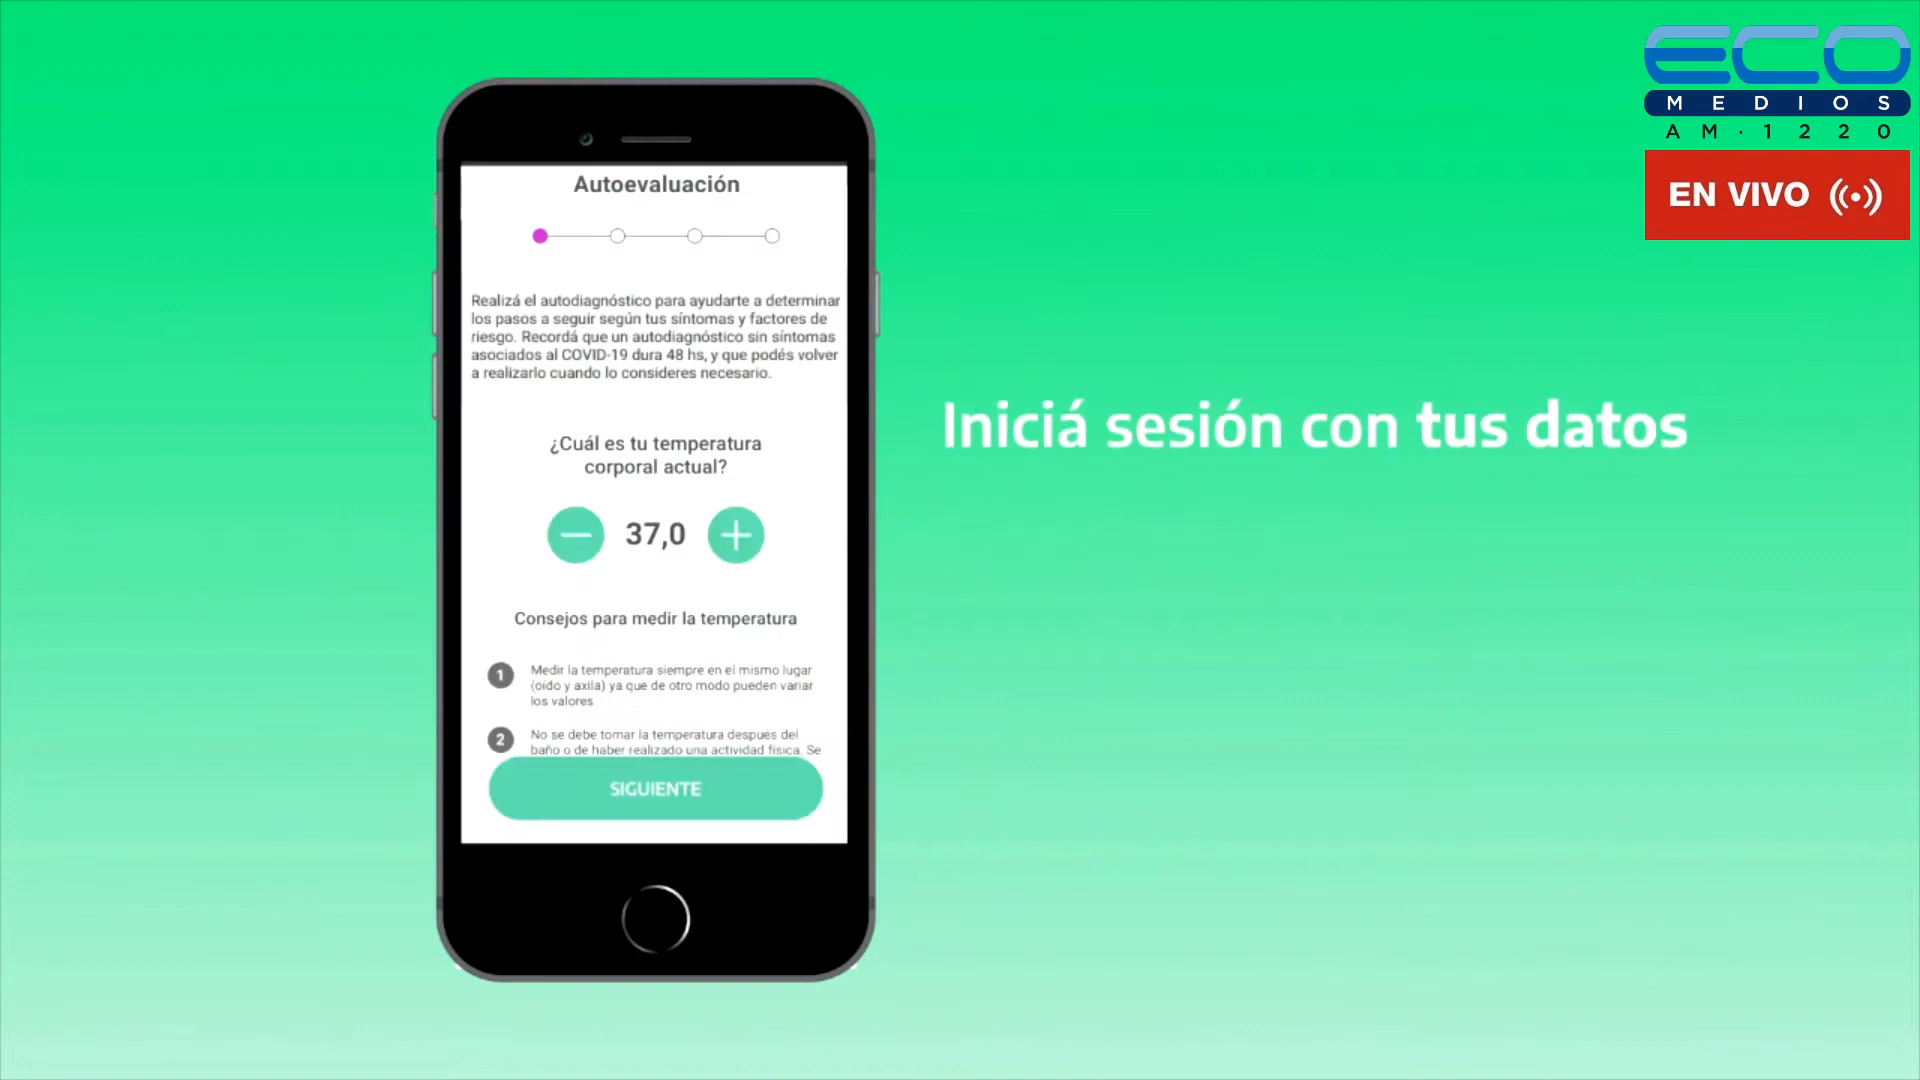 ECO
MEDIOS
AM·1220
EN VIVO
Autoevaluación
Realizá el autodiagnóstico para ayudarte a determinar
los pasos a seguir según tus síntomas y factores de
riesgo. Recordá que un autodiagnóstico sin síntomas
asociados al COVID-19 dura 48 hs, y que podés volver
a realizarlo cuando lo consideres necesario.
¿Cuál es tu temperatura
corporal actual?
37,0
Consejos para medir la temperatura
1 Medir la temperatura siempre en el mismo lugar
(oído y axila) ya que de otro modo pueden variar
los valores
2 No se debe tomar la temperatura después del
baño o de haber realizado una actividad física. Se
SIGUIENTE
Iniciá sesión con tus datos